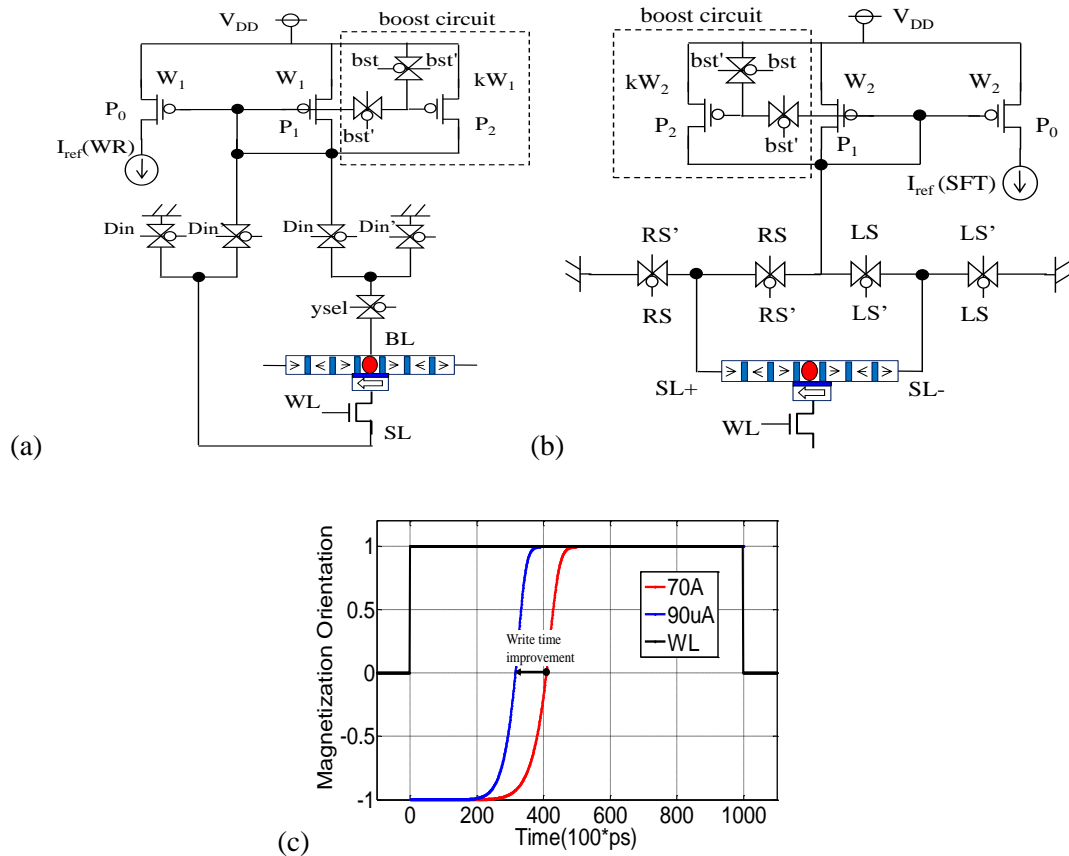 boost circuit
V_DD
bst bst'
W_1 W_1 kW_1
P_0 P_1 P_2
bst'
I_ref(WR)
Din Din' Din Din'
ysel
BL
WL
SL
(a)
boost circuit
V_DD
bst' bst
kW_2 W_2 W_2
P_2 P_1 P_0
bst'
I_ref(SFT)
RS' RS LS LS'
RS RS' LS' LS
SL+ SL-
WL
(b)
Magnetization Orientation
1
0.5
0
-0.5
-1
70A
90uA
WL
Write time
improvement
0 200 400 600 800 1000
Time(100*ps)
(c)